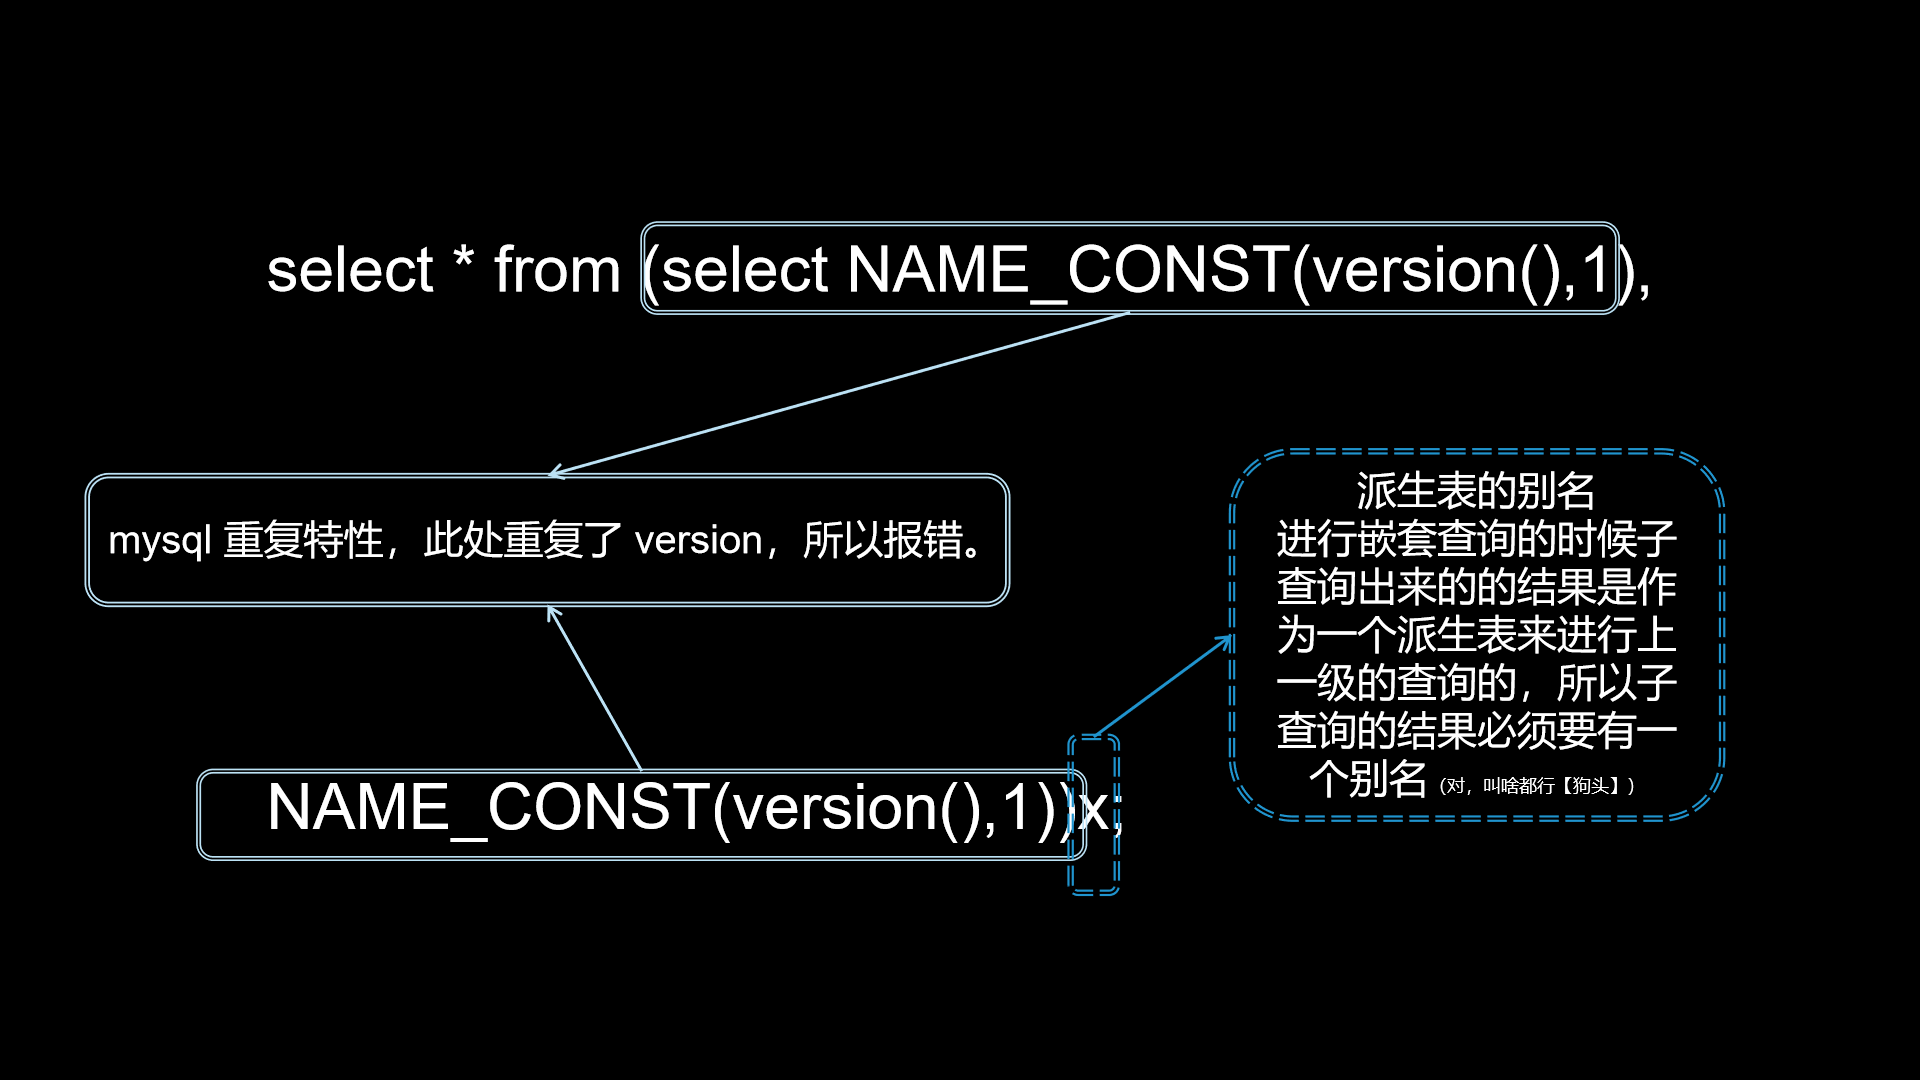 select * from (select NAME_CONST(version(),1),
mysql 重复特性，此处重复了 version，所以报错。
派生表的别名
进行嵌套查询的时候子
查询出来的的结果是作
为一个派生表来进行上
一级的查询的，所以子
查询的结果必须要有一
个别名（对，叫啥都行【狗头】）
NAME_CONST(version(),1))x;